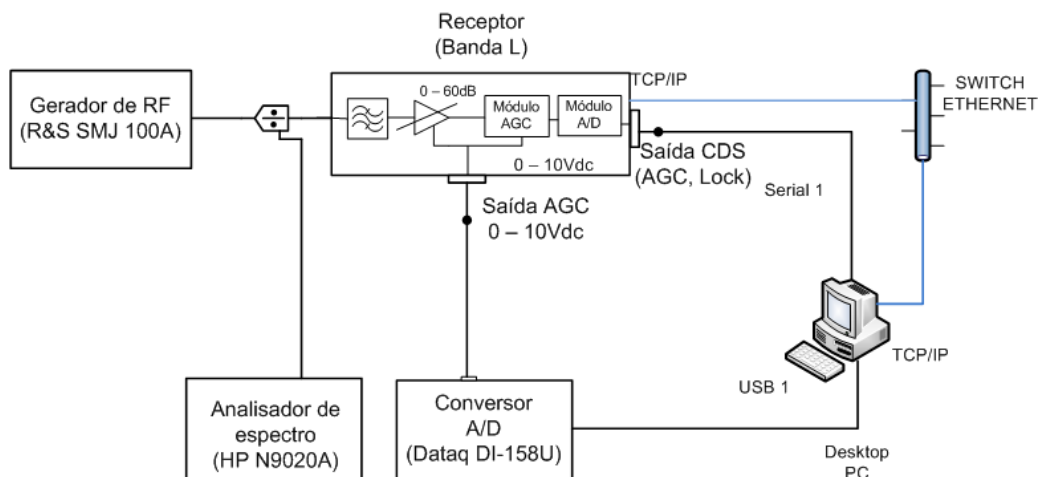 Receptor
(Banda L)
Gerador de RF
(R&S SMJ 100A)
0 – 60dB
Módulo
AGC
Módulo
A/D
0 – 10Vdc
TCP/IP
SWITCH
ETHERNET
Saída CDS
(AGC, Lock)
Serial 1
Saída AGC
0 – 10Vdc
TCP/IP
USB 1
Analisador de
espectro
(HP N9020A)
Conversor
A/D
(Dataq DI-158U)
Desktop
PC